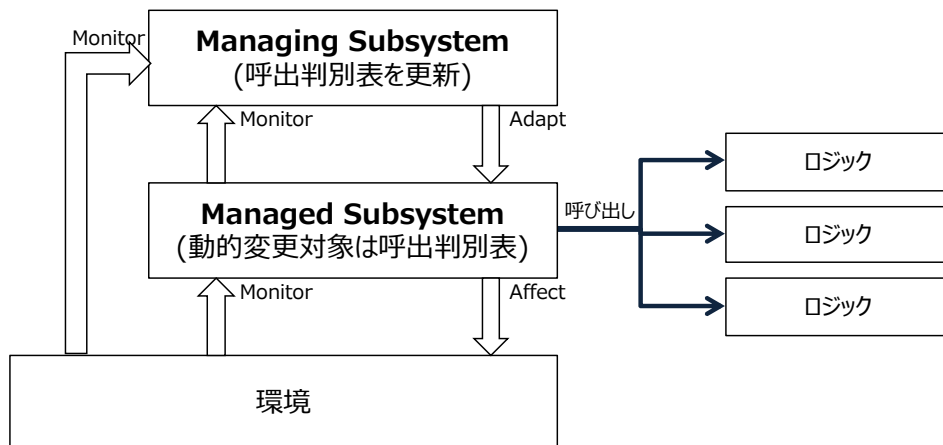 Monitor
Managing Subsystem
(呼出判別表を更新)
Monitor
Adapt
ロジック
Managed Subsystem
(動的変更対象は呼出判別表)
呼び出し
ロジック
Monitor
Affect
ロジック
環境